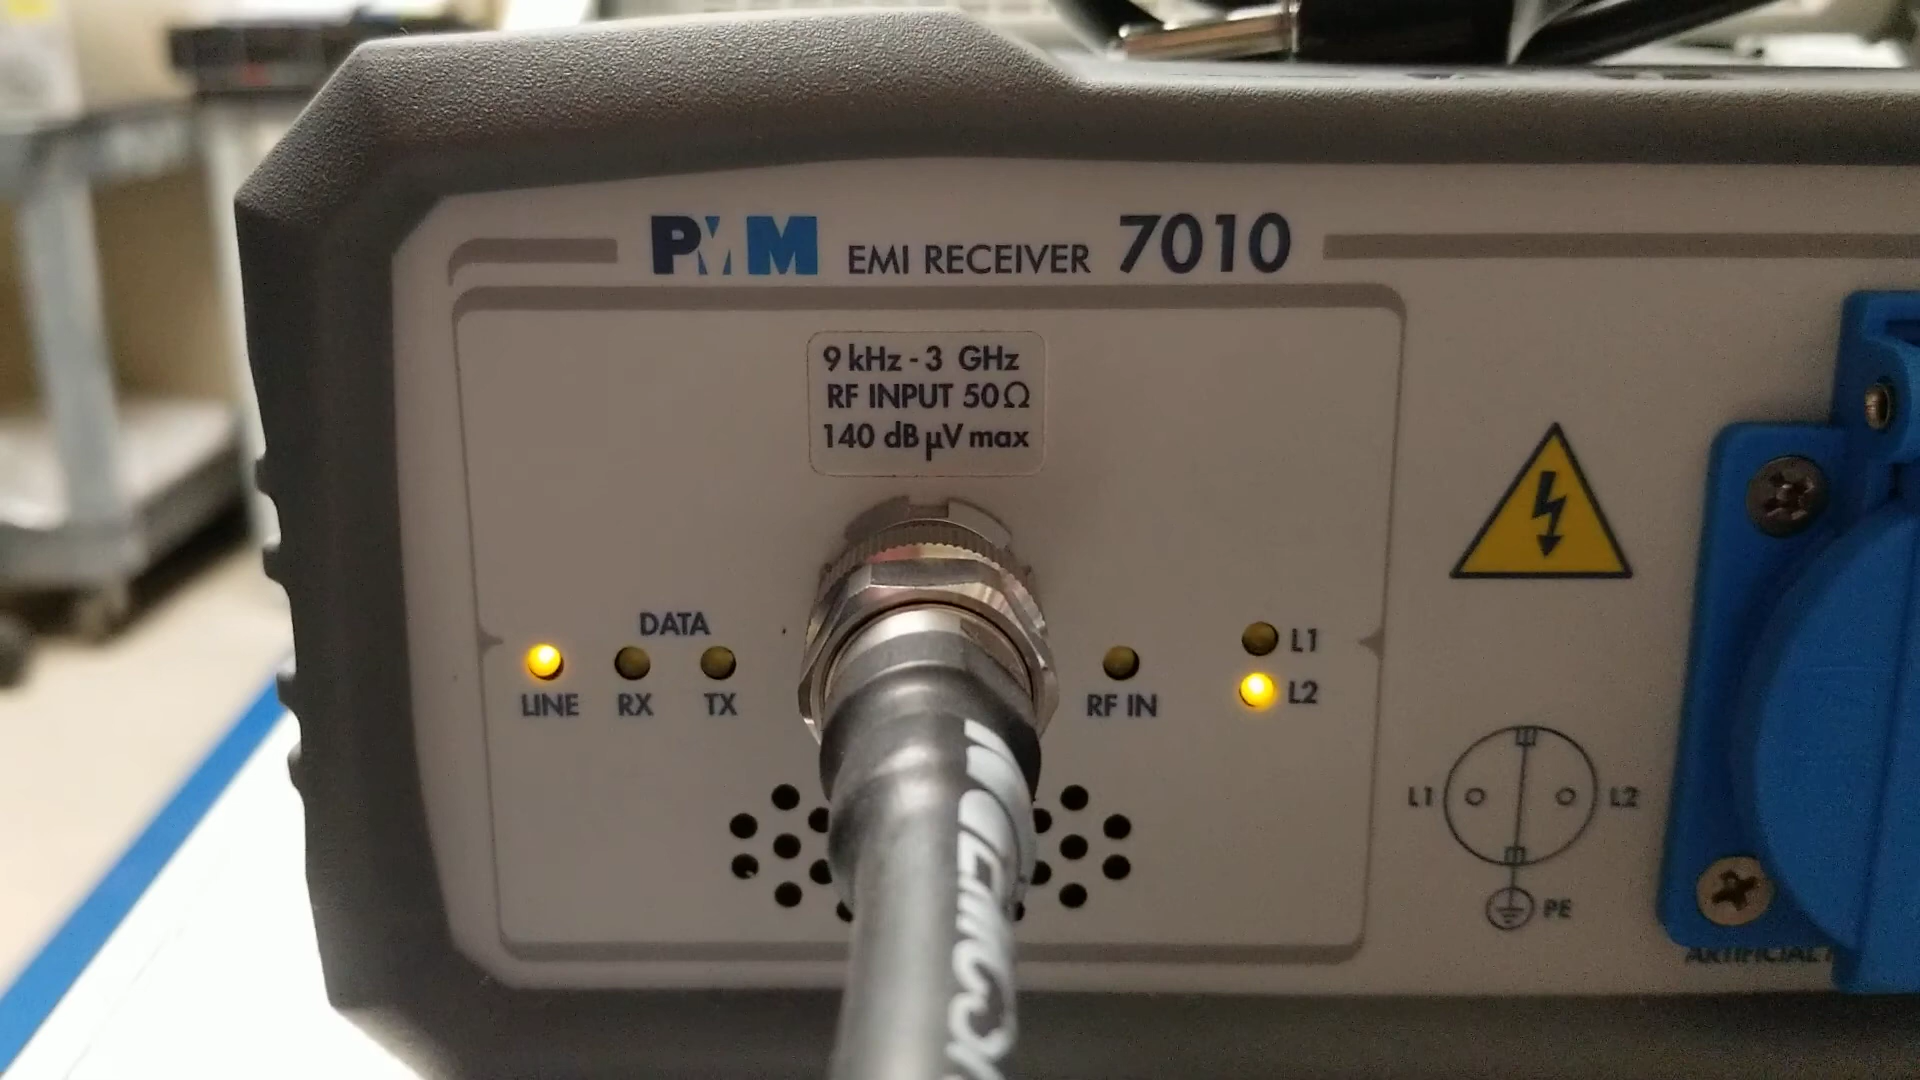 PMM EMI RECEIVER 7010
9 kHz - 3 GHz
RF INPUT 50Ω
140 dBµV max
DATA
LINE RX TX
RF IN
L1
L2
L1 L2
PE